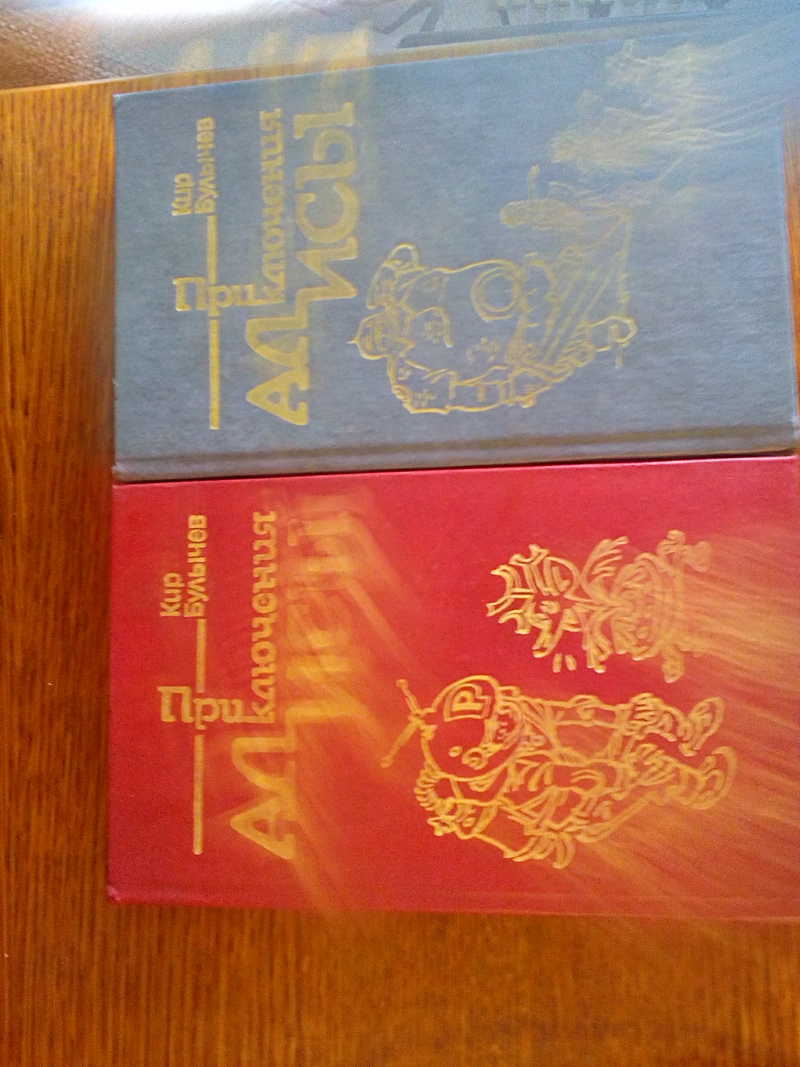 Кир
Булычев
При
ключения
АЛИСЫ
Кир
Булычев
При
ключения
АЛИСЫ
Р